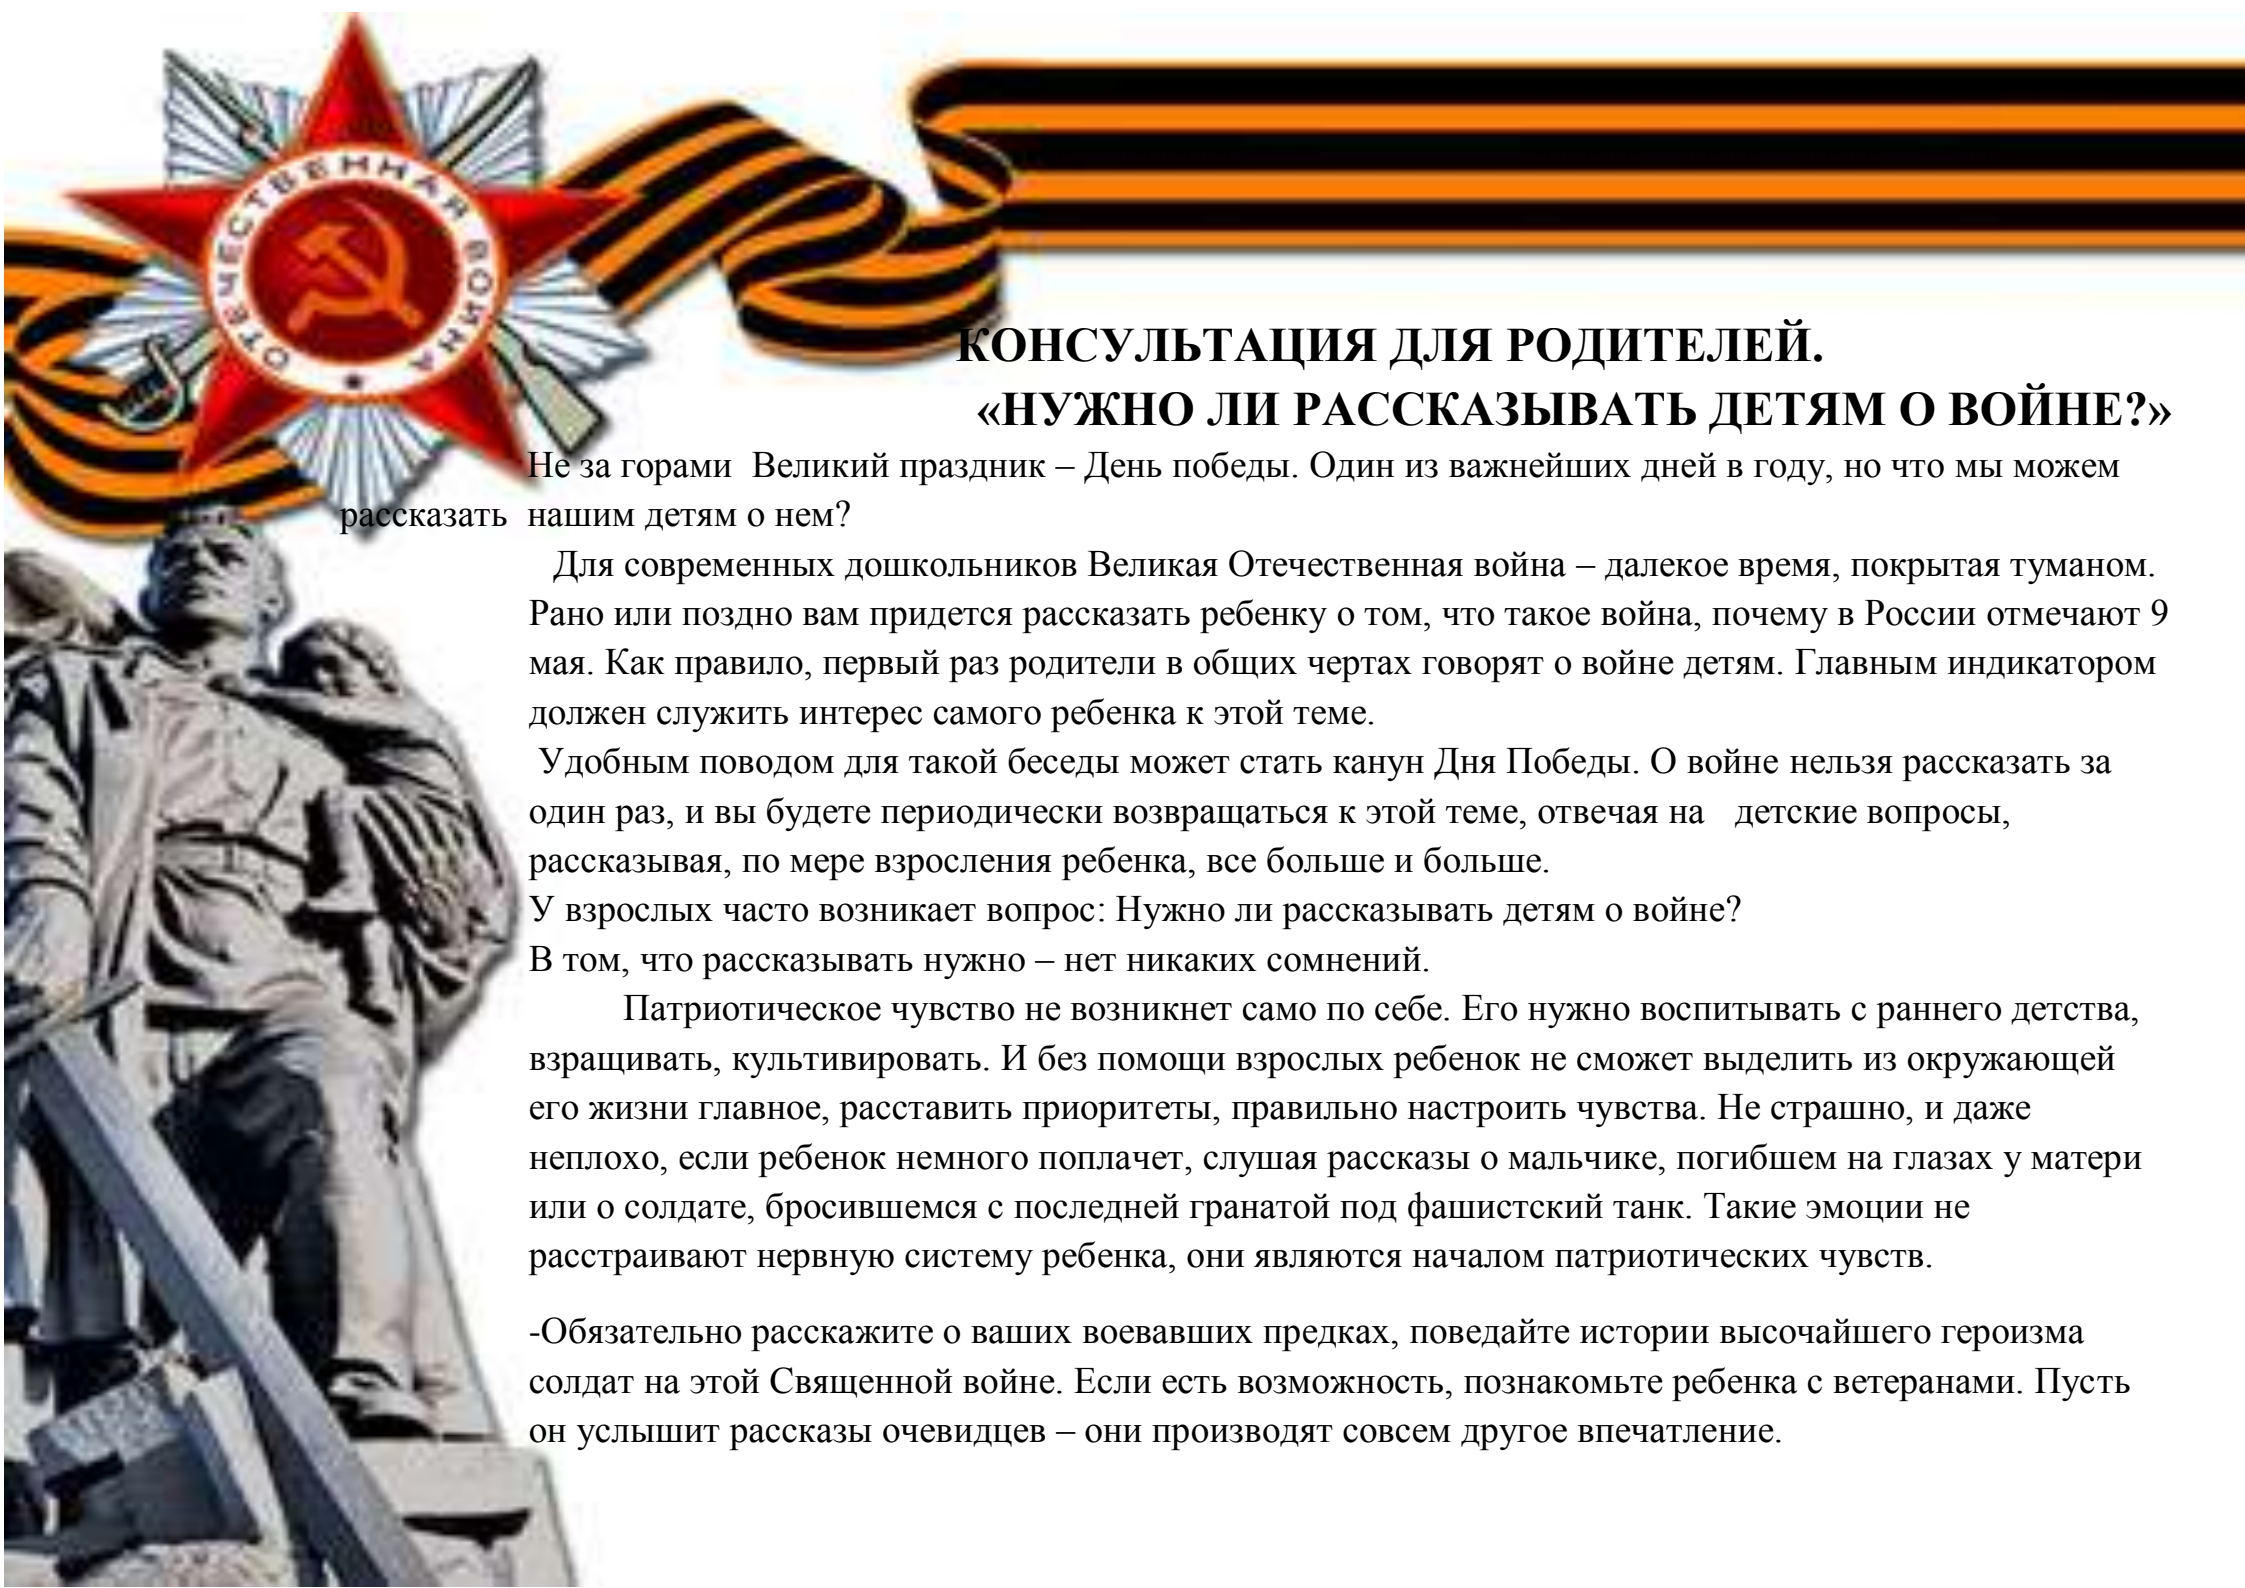 ОТЕЧЕСТВЕННАЯ ВОЙНА
КОНСУЛЬТАЦИЯ ДЛЯ РОДИТЕЛЕЙ.
«НУЖНО ЛИ РАССКАЗЫВАТЬ ДЕТЯМ О ВОЙНЕ?»
Не за горами  Великий праздник – День победы. Один из важнейших дней в году, но что мы можем
рассказать  нашим детям о нем?
Для современных дошкольников Великая Отечественная война – далекое время, покрытая туманом.
Рано или поздно вам придется рассказать ребенку о том, что такое война, почему в России отмечают 9
мая. Как правило, первый раз родители в общих чертах говорят о войне детям. Главным индикатором
должен служить интерес самого ребенка к этой теме.
Удобным поводом для такой беседы может стать канун Дня Победы. О войне нельзя рассказать за
один раз, и вы будете периодически возвращаться к этой теме, отвечая на   детские вопросы,
рассказывая, по мере взросления ребенка, все больше и больше.
У взрослых часто возникает вопрос: Нужно ли рассказывать детям о войне?
В том, что рассказывать нужно – нет никаких сомнений.
Патриотическое чувство не возникнет само по себе. Его нужно воспитывать с раннего детства,
взращивать, культивировать. И без помощи взрослых ребенок не сможет выделить из окружающей
его жизни главное, расставить приоритеты, правильно настроить чувства. Не страшно, и даже
неплохо, если ребенок немного поплачет, слушая рассказы о мальчике, погибшем на глазах у матери
или о солдате, бросившемся с последней гранатой под фашистский танк. Такие эмоции не
расстраивают нервную систему ребенка, они являются началом патриотических чувств.
-Обязательно расскажите о ваших воевавших предках, поведайте истории высочайшего героизма
солдат на этой Священной войне. Если есть возможность, познакомьте ребенка с ветеранами. Пусть
он услышит рассказы очевидцев – они производят совсем другое впечатление.